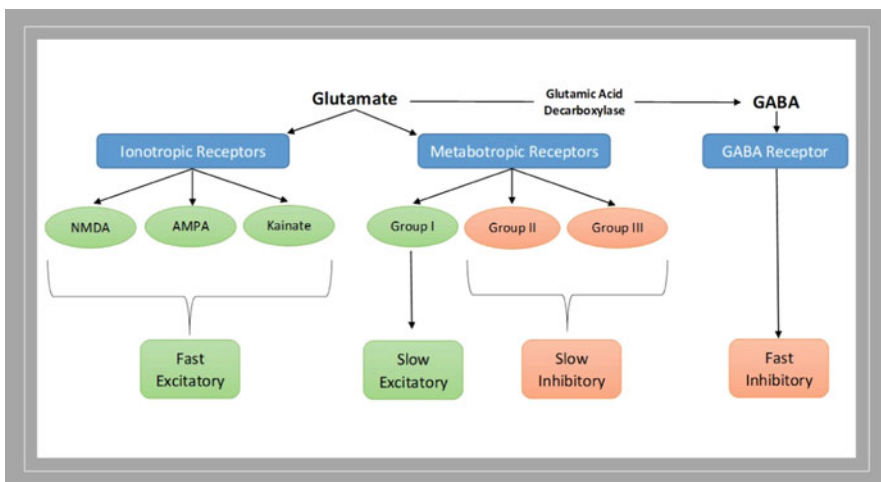 Glutamate
Glutamic Acid
Decarboxylase
GABA
Ionotropic Receptors
Metabotropic Receptors
GABA Receptor
NMDA
AMPA
Kainate
Group I
Group II
Group III
Fast
Excitatory
Slow
Excitatory
Slow
Inhibitory
Fast
Inhibitory